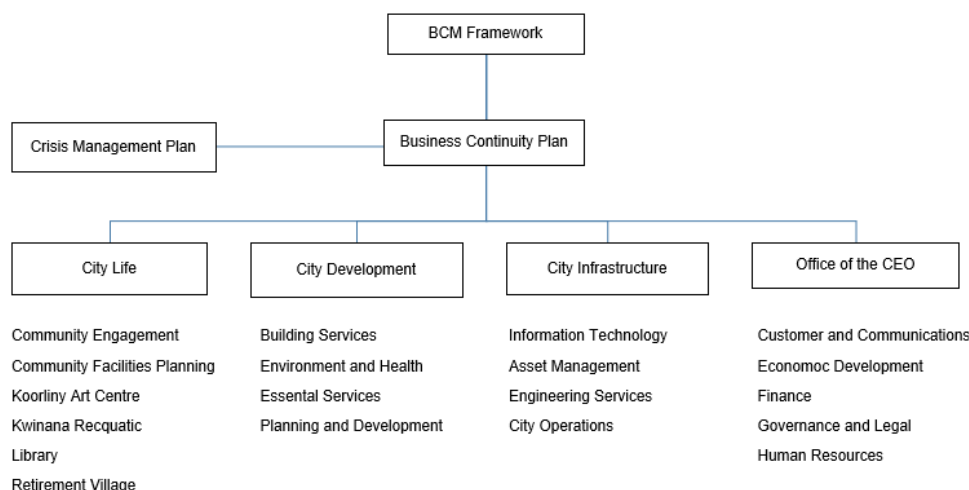 BCM Framework
Crisis Management Plan
Business Continuity Plan
City Life
City Development
City Infrastructure
Office of the CEO
Community Engagement
Community Facilities Planning
Koorliny Art Centre
Kwinana Recquatic
Library
Retirement Village
Building Services
Environment and Health
Essental Services
Planning and Development
Information Technology
Asset Management
Engineering Services
City Operations
Customer and Communications
Economoc Development
Finance
Governance and Legal
Human Resources